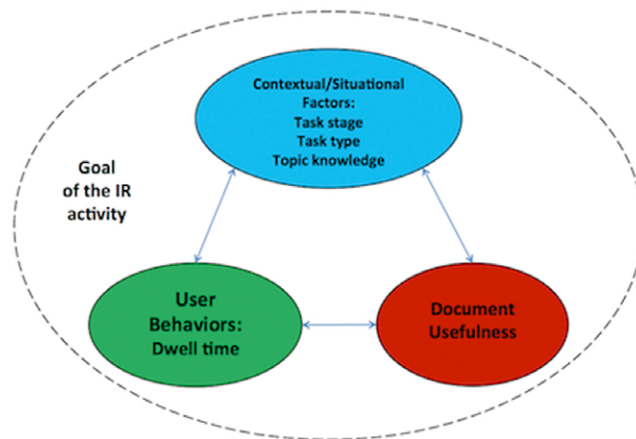 Contextual/Situational
Factors:
Task stage
Task type
Topic knowledge
Goal
of the IR
activity
User
Behaviors:
Dwell time
Document
Usefulness